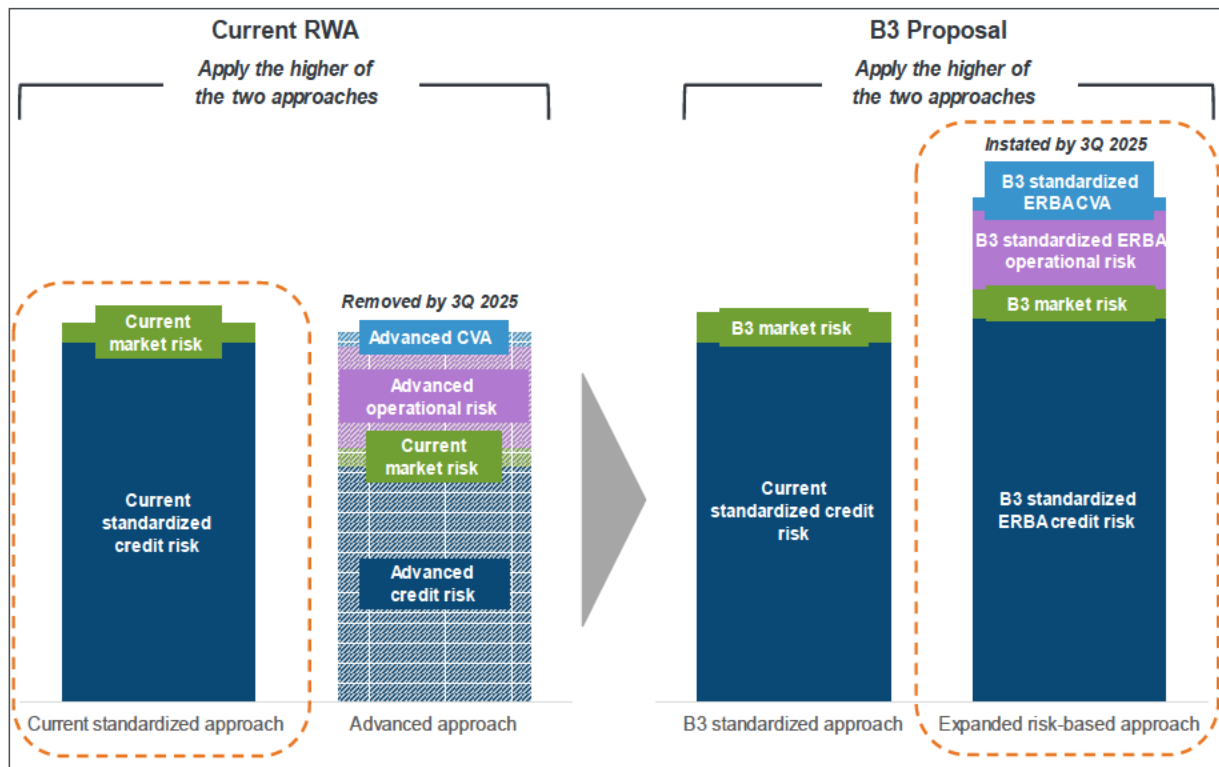 Current RWA
Apply the higher of
the two approaches
Current
market risk
Current
standardized
credit risk
Current standardized approach
Removed by 3Q 2025
Advanced CVA
Advanced
operational risk
Current
market risk
Advanced
credit risk
Advanced approach
B3 Proposal
Apply the higher of
the two approaches
B3 market risk
Current
standardized credit
risk
B3 standardized approach
Instated by 3Q 2025
B3 standardized
ERBA CVA
B3 standardized ERBA
operational risk
B3 market risk
B3 standardized
ERBA credit risk
Expanded risk-based approach